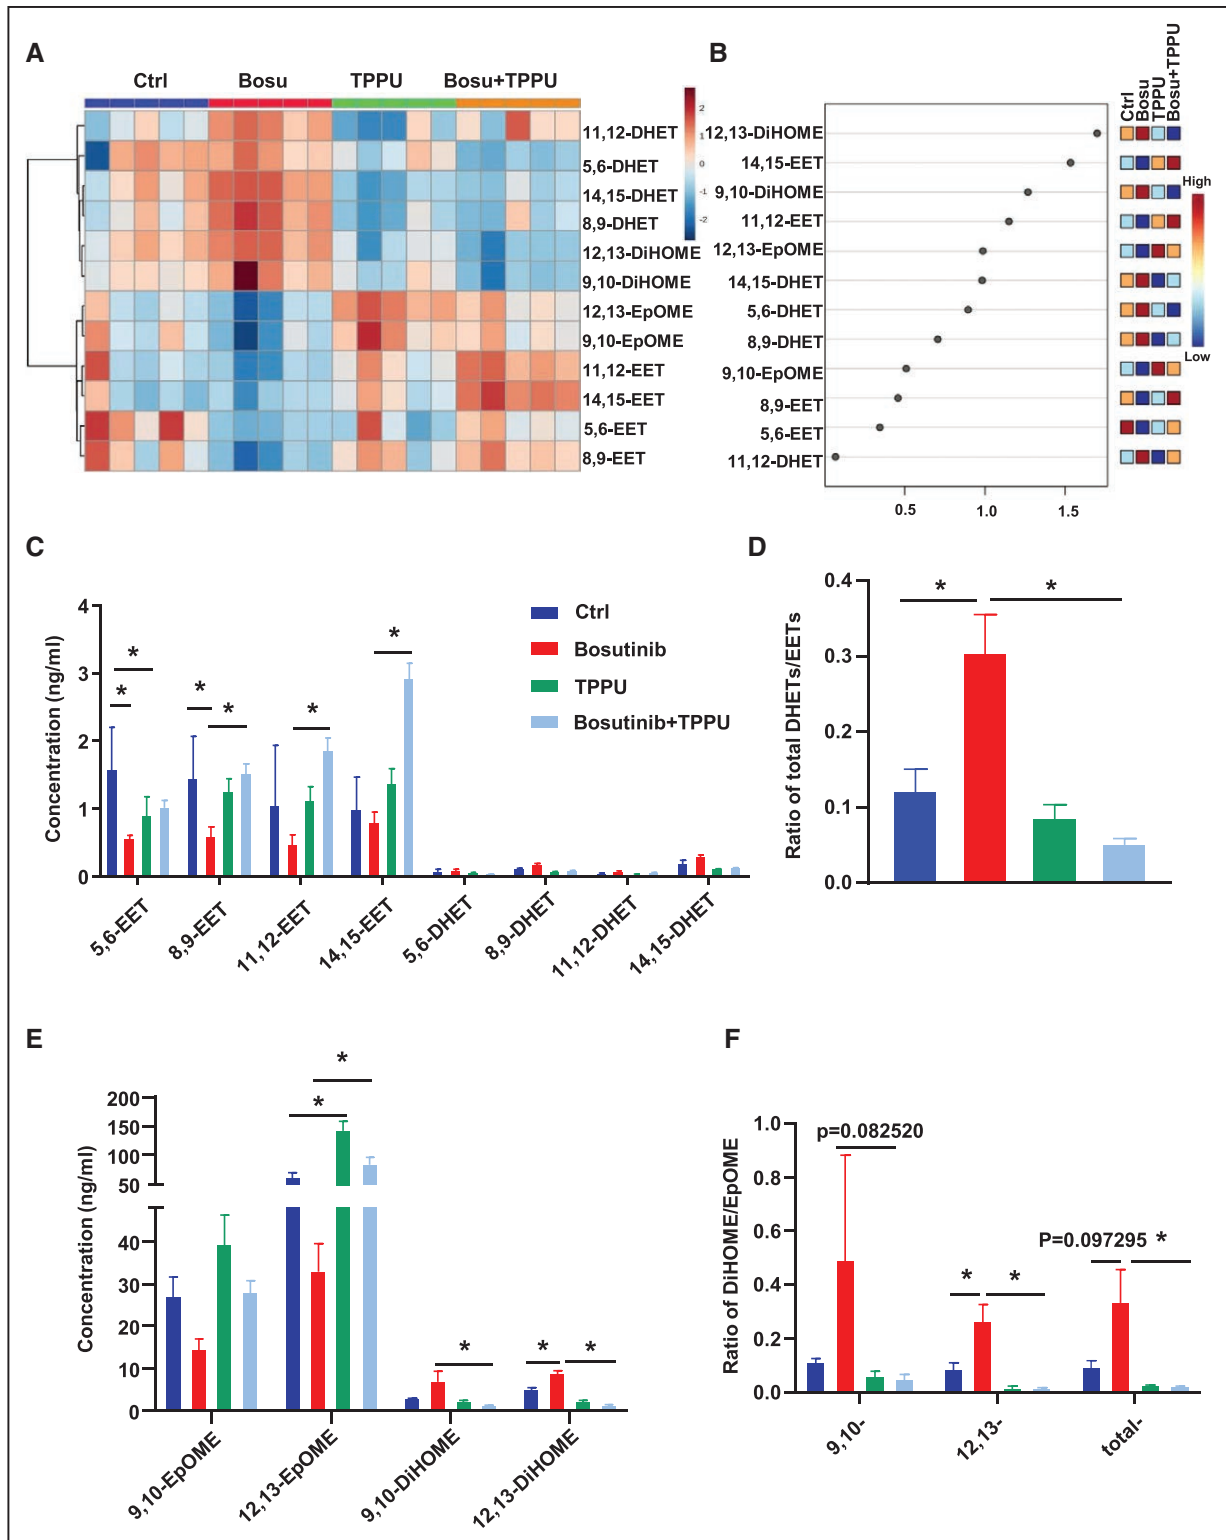 A
Ctrl Bosu TPPU Bosu+TPPU
11,12-DHET
5,6-DHET
14,15-DHET
8,9-DHET
12,13-DiHOME
9,10-DiHOME
12,13-EpOME
9,10-EpOME
11,12-EET
14,15-EET
5,6-EET
8,9-EET
2
1
0
-1
-2
B
Ctrl
Bosu
TPPU
Bosu+TPPU
12,13-DiHOME
14,15-EET
9,10-DiHOME
11,12-EET
12,13-EpOME
14,15-DHET
5,6-DHET
8,9-DHET
9,10-EpOME
8,9-EET
5,6-EET
11,12-DHET
0.5 1.0 1.5
High
Low
C
Concentration (ng/ml)
4
3
2
1
0
* * * * * *
Ctrl
Bosutinib
TPPU
Bosutinib+TPPU
5,6-EET
8,9-EET
11,12-EET
14,15-EET
5,6-DHET
8,9-DHET
11,12-DHET
14,15-DHET
D
Ratio of total DHETs/EETs
0.4
0.3
0.2
0.1
0.0
* *
E
Concentration (ng/ml)
200
150
100
50
40
30
20
10
0
* * * * *
9,10-EpOME
12,13-EpOME
9,10-DiHOME
12,13-DiHOME
F
Ratio of DiHOME/EpOME
1.0
0.8
0.6
0.4
0.2
0.0
p=0.082520
* *
P=0.097295 *
9,10-
12,13-
total-